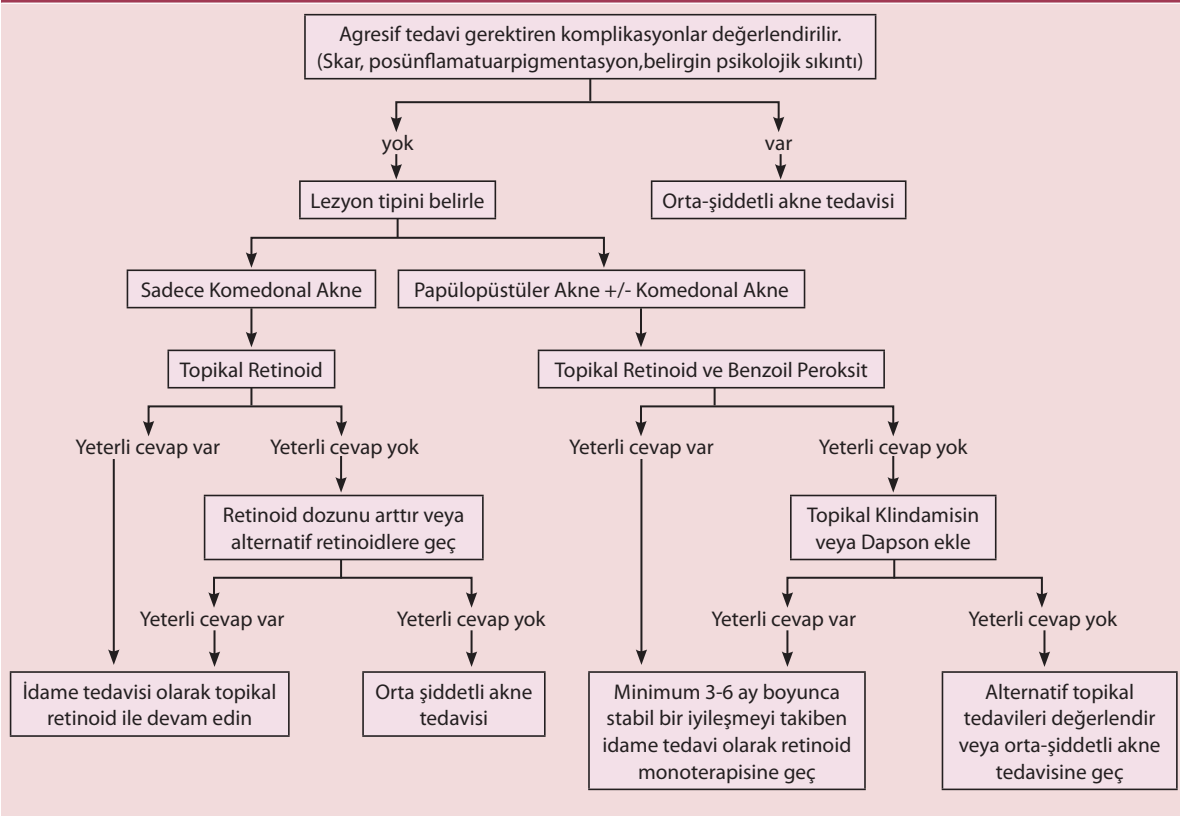 Agresif tedavi gerektiren komplikasyonlar değerlendirilir.
(Skar, posünflamatuarpigmentasyon,belirgin psikolojik sıkıntı)
yok
var
Lezyon tipini belirle
Orta-şiddetli akne tedavisi
Sadece Komedonal Akne
Papülopüstüler Akne +/- Komedonal Akne
Topikal Retinoid
Topikal Retinoid ve Benzoil Peroksit
Yeterli cevap var
Yeterli cevap yok
Yeterli cevap var
Yeterli cevap yok
Retinoid dozunu arttır veya
alternatif retinoidlere geç
Topikal Klindamisin
veya Dapson ekle
Yeterli cevap var
Yeterli cevap yok
Yeterli cevap var
Yeterli cevap yok
İdame tedavisi olarak topikal
retinoid ile devam edin
Orta şiddetli akne
tedavisi
Minimum 3-6 ay boyunca
stabil bir iyileşmeyi takiben
idame tedavi olarak retinoid
monoterapisine geç
Alternatif topikal
tedavileri değerlendir
veya orta-şiddetli akne
tedavisine geç